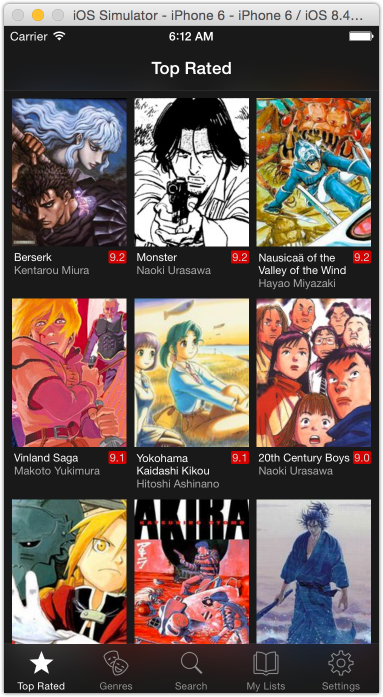 iOS Simulator - iPhone 6 - iPhone 6 / iOS 8.4...
Carrier 6:12 AM
Top Rated
Berserk 9.2
Kentarou Miura
Monster 9.2
Naoki Urasawa
Nausicaä of the 9.2
Valley of the Wind
Hayao Miyazaki
Vinland Saga 9.1
Makoto Yukimura
Yokohama 9.1
Kaidashi Kikou
Hitoshi Ashinano
20th Century Boys 9.0
Naoki Urasawa
AKIRA
KATSUHIRO OTOMO
Top Rated Genres Search My Lists Settings